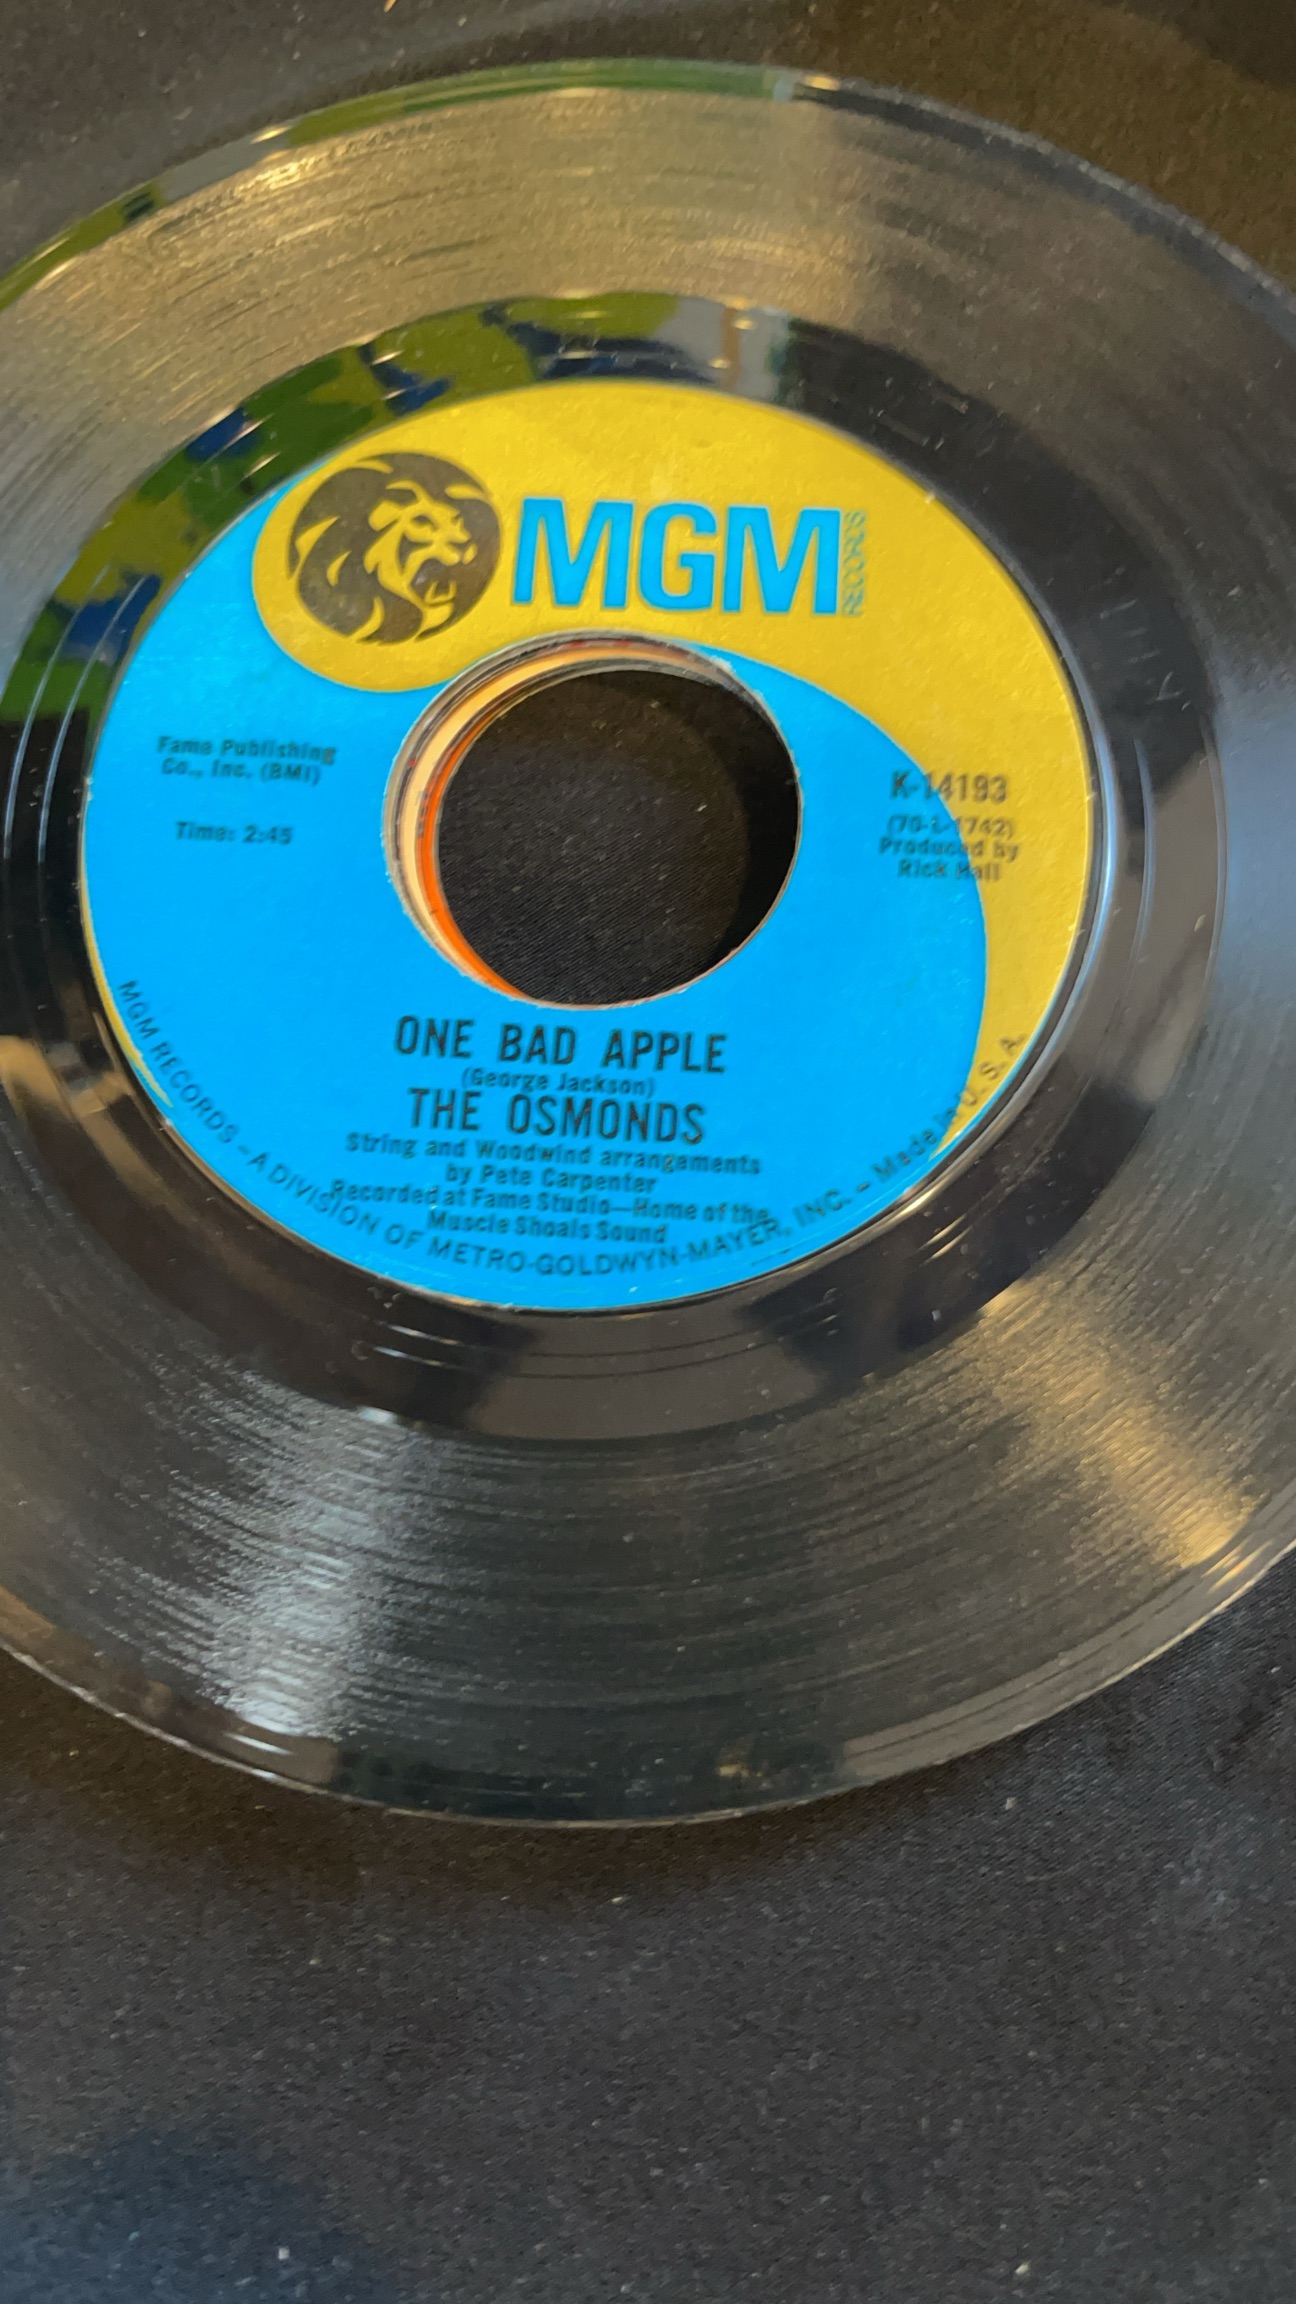 MGM RECORDS
Fame Publishing
Co., Inc. (BMI)
Time: 2:45
K-14193
(70-L-1742)
Produced by
Rick Hall
ONE BAD APPLE
(George Jackson)
THE OSMONDS
String and Woodwind arrangements
by Pete Carpenter
Recorded at Fame Studio—Home of the
Muscle Shoals Sound
MGM RECORDS – A DIVISION OF METRO-GOLDWYN-MAYER, INC. – Made in U. S. A.